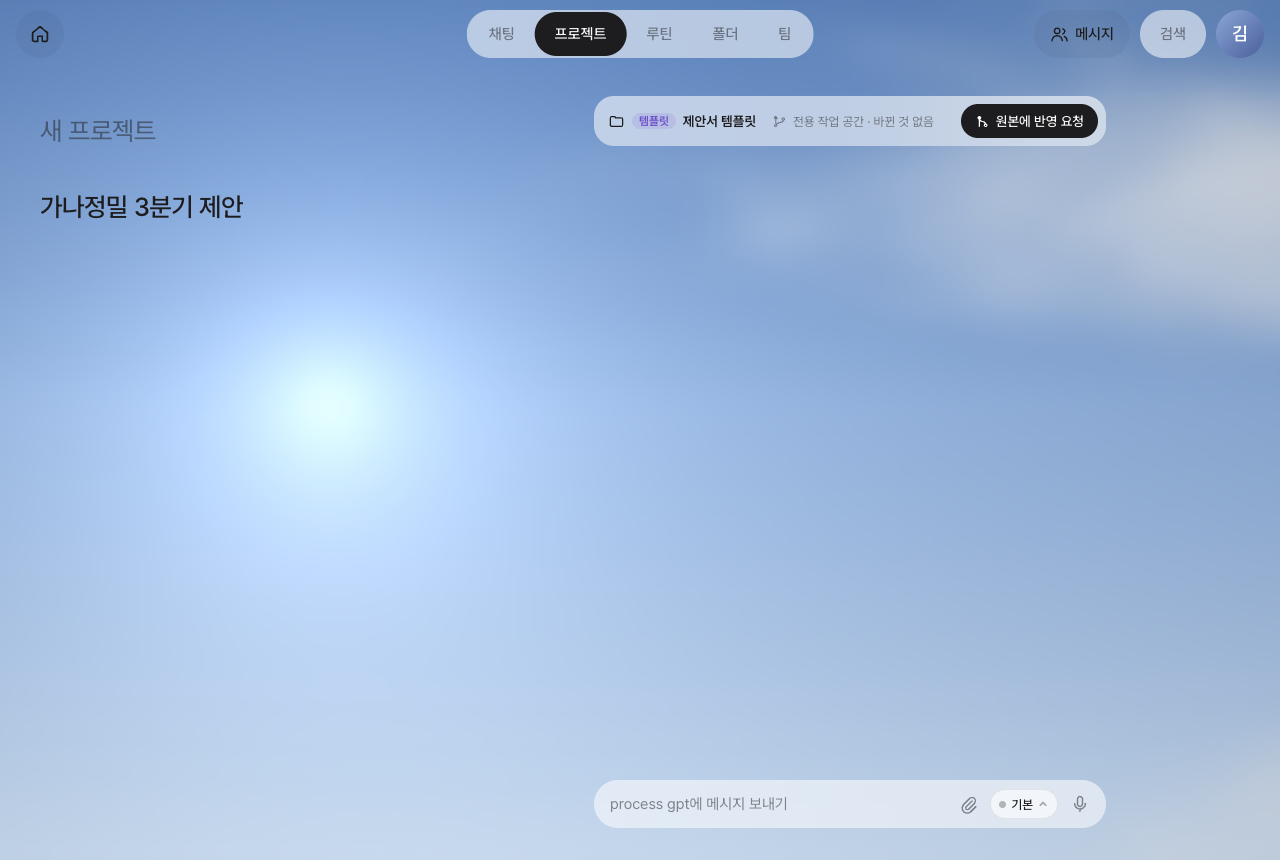 채팅
프로젝트
루틴
폴더
팀
메시지
검색
김
새 프로젝트
가나정밀 3분기 제안
템플릿 제안서 템플릿 전용 작업 공간 · 바뀐 것 없음 원본에 반영 요청
process gpt에 메시지 보내기
기본